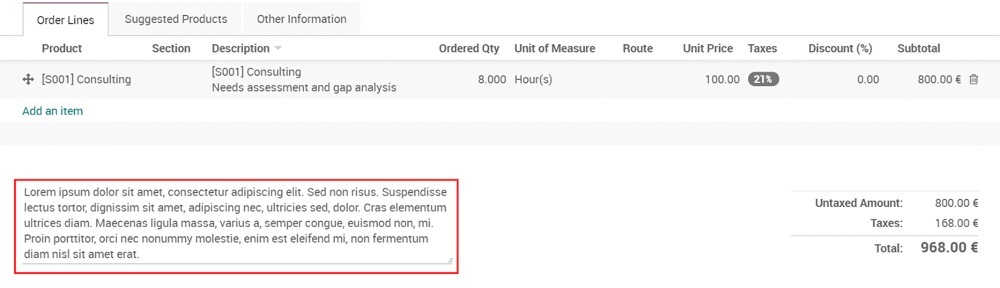 Order Lines Suggested Products Other Information
Product Section Description Ordered Qty Unit of Measure Route Unit Price Taxes Discount (%) Subtotal
[S001] Consulting [S001] Consulting 8.000 Hour(s) 100.00 21% 0.00 800.00 €
Needs assessment and gap analysis
Add an item
Lorem ipsum dolor sit amet, consectetur adipiscing elit. Sed non risus. Suspendisse
lectus tortor, dignissim sit amet, adipiscing nec, ultricies sed, dolor. Cras elementum
ultrices diam. Maecenas ligula massa, varius a, semper congue, euismod non, mi.
Proin porttitor, orci nec nonummy molestie, enim est eleifend mi, non fermentum
diam nisl sit amet erat.
Untaxed Amount: 800.00 €
Taxes: 168.00 €
Total: 968.00 €